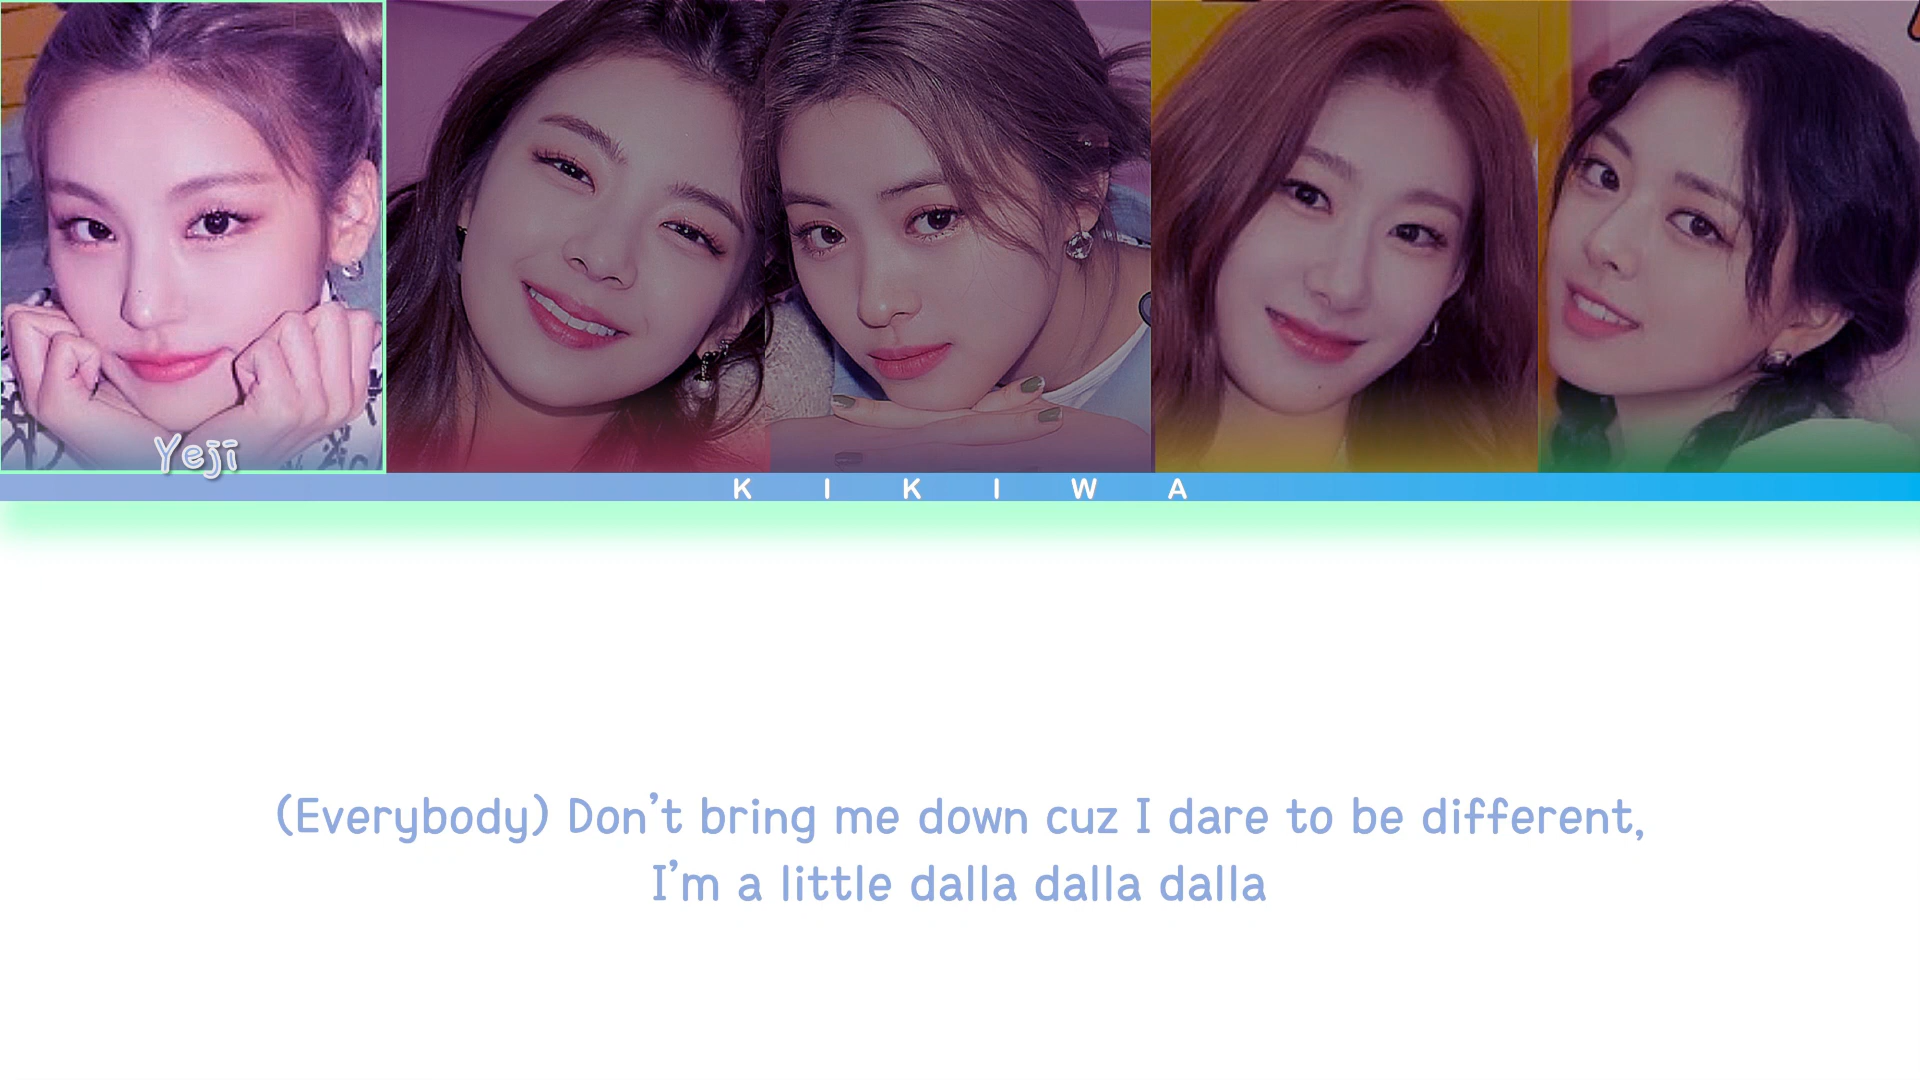 Yeji
K I K I W A
(Everybody) Don't bring me down cuz I dare to be different,
I'm a little dalla dalla dalla